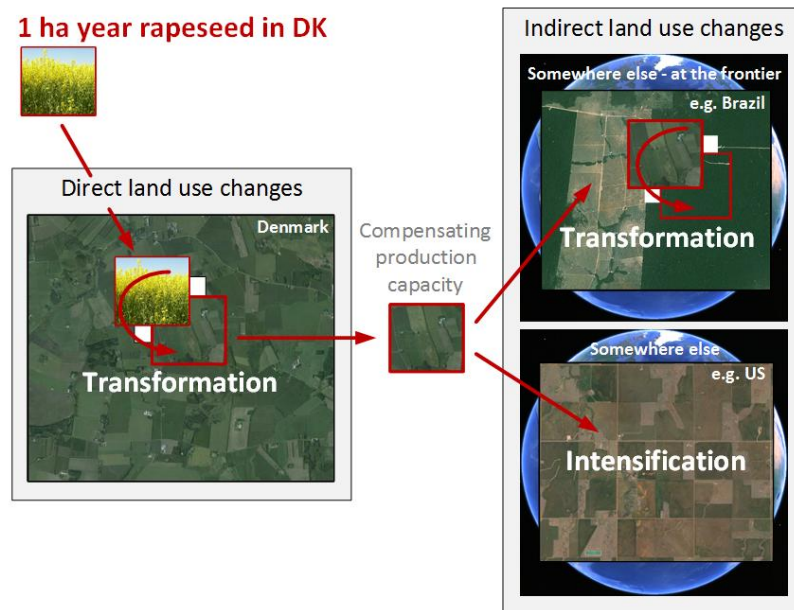 1 ha year rapeseed in DK
Direct land use changes
Denmark
Transformation
Compensating
production
capacity
Indirect land use changes
Somewhere else - at the frontier
e.g. Brazil
Transformation
Somewhere else
e.g. US
Intensification